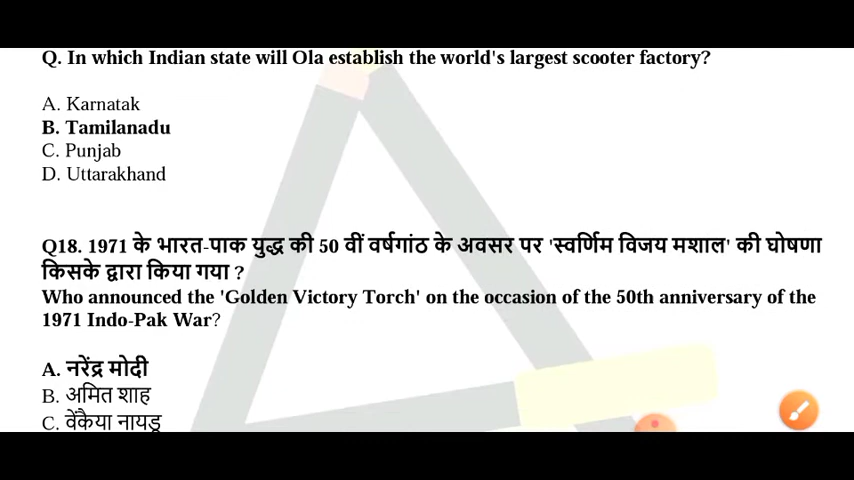 Q. In which Indian state will Ola establish the world's largest scooter factory?
A. Karnatak
B. Tamilanadu
C. Punjab
D. Uttarakhand
Q18. 1971 के भारत-पाक युद्ध की 50 वीं वर्षगांठ के अवसर पर 'स्वर्णिम विजय मशाल' की घोषणा
किसके द्वारा किया गया ?
Who announced the 'Golden Victory Torch' on the occasion of the 50th anniversary of the
1971 Indo-Pak War?
A. नरेंद्र मोदी
B. अमित शाह
C. वेंकैया नायडू